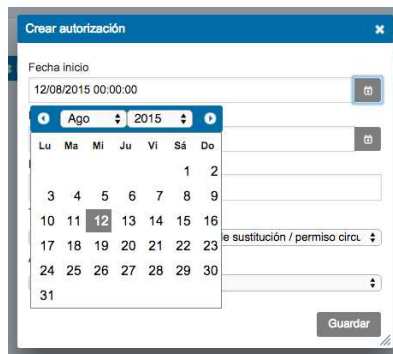 Crear autorización
Fecha inicio
12/08/2015 00:00:00
Ago 2015
Lu Ma Mi Ju Vi Sá Do
1 2
3 4 5 6 7 8 9
10 11 12 13 14 15 16
17 18 19 20 21 22 23
24 25 26 27 28 29 30
31
sustitución / permiso circu
Guardar